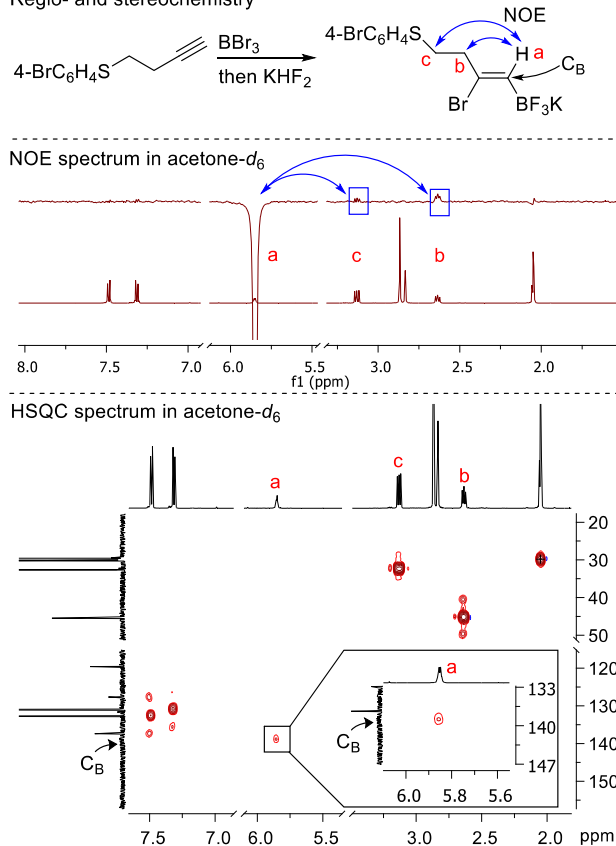 Regio- and stereochemistry
NOE
4-BrC6H4S
BBr3
then KHF2
4-BrC6H4S
H a
c b
CB
Br
BF3K
NOE spectrum in acetone-d6
a
c
b
8.0 7.5 7.0 6.0 5.5 3.0 2.5 2.0
f1 (ppm)
HSQC spectrum in acetone-d6
a
c
b
20
30
40
50
120
130
140
150
a
133
140
147
CB
6.0 5.8 5.6
CB
7.5 7.0 6.0 5.5 3.0 2.5 2.0 ppm